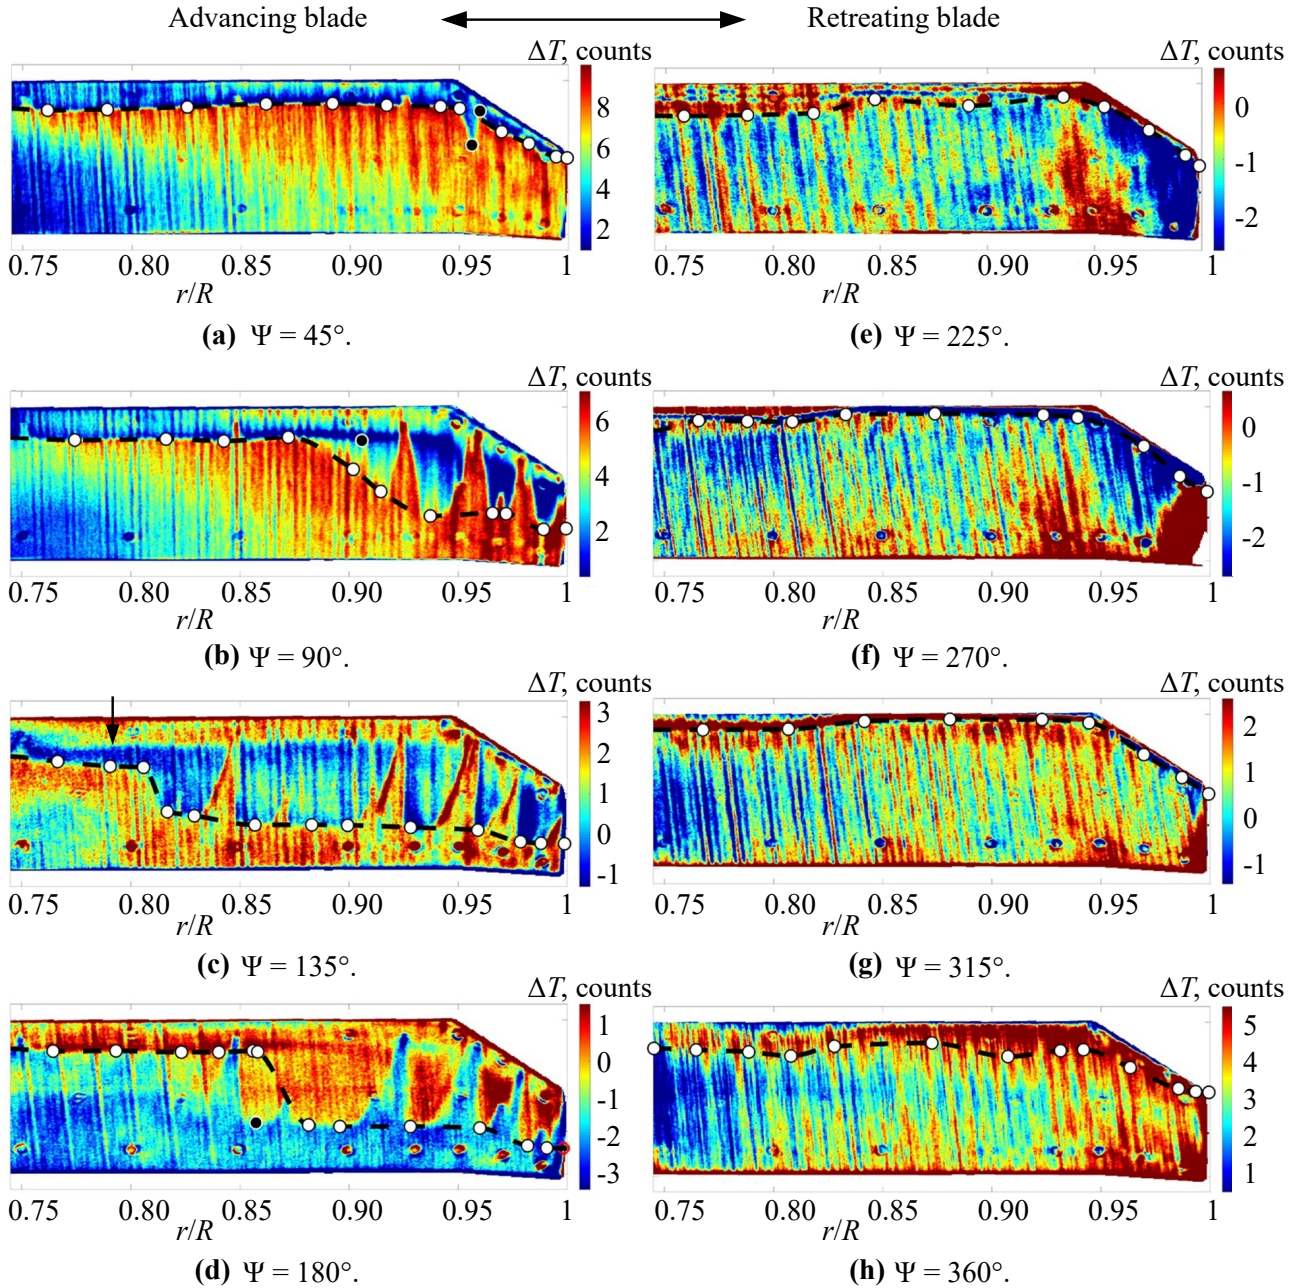 Advancing blade Retreating blade
ΔT, counts
8
6
4
2
0.75 0.80 0.85 0.90 0.95 1
r/R
(a) Ψ = 45°.
ΔT, counts
0
-1
-2
0.75 0.80 0.85 0.90 0.95 1
r/R
(e) Ψ = 225°.
ΔT, counts
6
4
2
0.75 0.80 0.85 0.90 0.95 1
r/R
(b) Ψ = 90°.
ΔT, counts
0
-1
-2
0.75 0.80 0.85 0.90 0.95 1
r/R
(f) Ψ = 270°.
ΔT, counts
3
2
1
0
-1
0.75 0.80 0.85 0.90 0.95 1
r/R
(c) Ψ = 135°.
ΔT, counts
2
1
0
-1
0.75 0.80 0.85 0.90 0.95 1
r/R
(g) Ψ = 315°.
ΔT, counts
1
0
-1
-2
-3
0.75 0.80 0.85 0.90 0.95 1
r/R
(d) Ψ = 180°.
ΔT, counts
5
4
3
2
1
0.75 0.80 0.85 0.90 0.95 1
r/R
(h) Ψ = 360°.